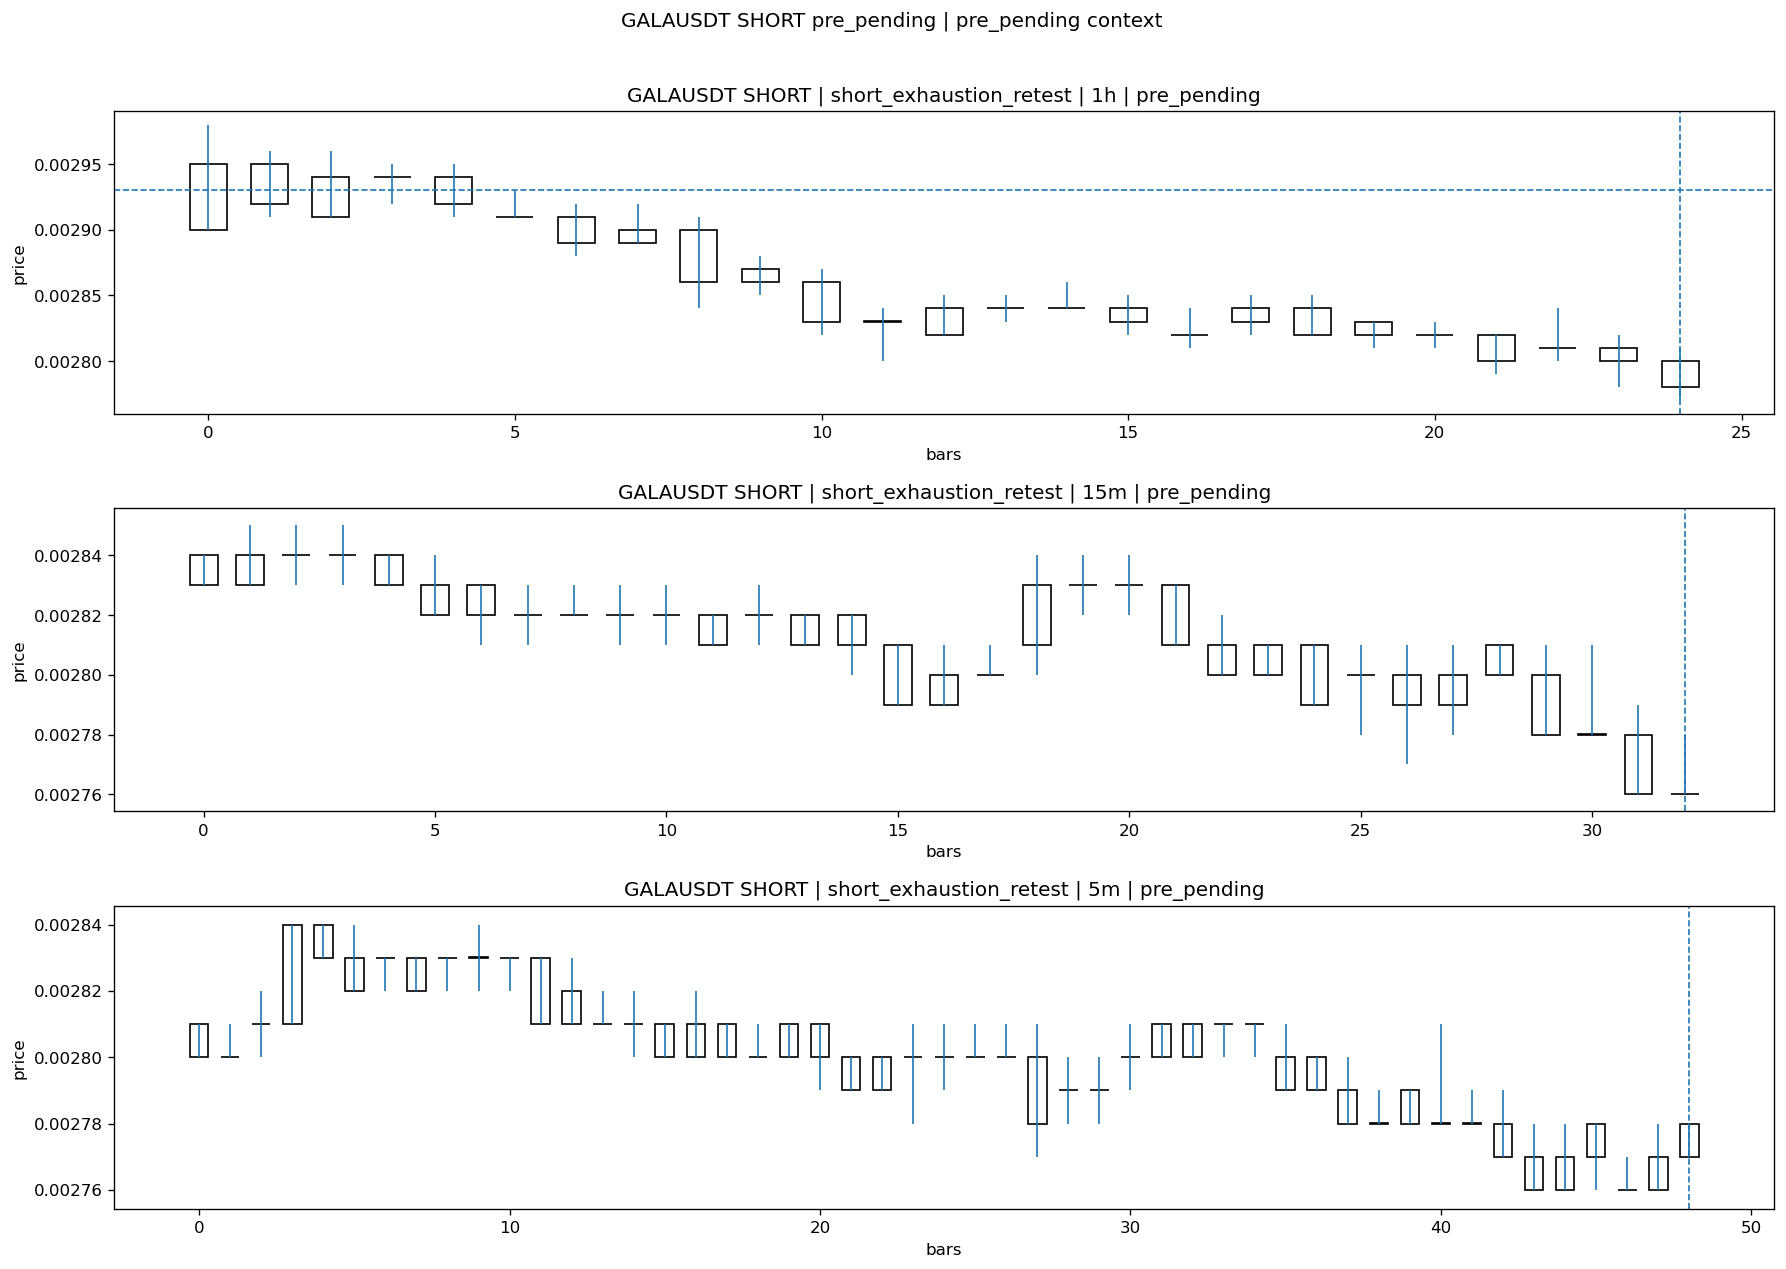 GALAUSDT SHORT pre_pending | pre_pending context
GALAUSDT SHORT | short_exhaustion_retest | 1h | pre_pending
0.00295
0.00290
0.00285
0.00280
price
0 5 10 15 20 25
bars
GALAUSDT SHORT | short_exhaustion_retest | 15m | pre_pending
0.00284
0.00282
0.00280
0.00278
0.00276
price
0 5 10 15 20 25 30
bars
GALAUSDT SHORT | short_exhaustion_retest | 5m | pre_pending
0.00284
0.00282
0.00280
0.00278
0.00276
price
0 10 20 30 40 50
bars